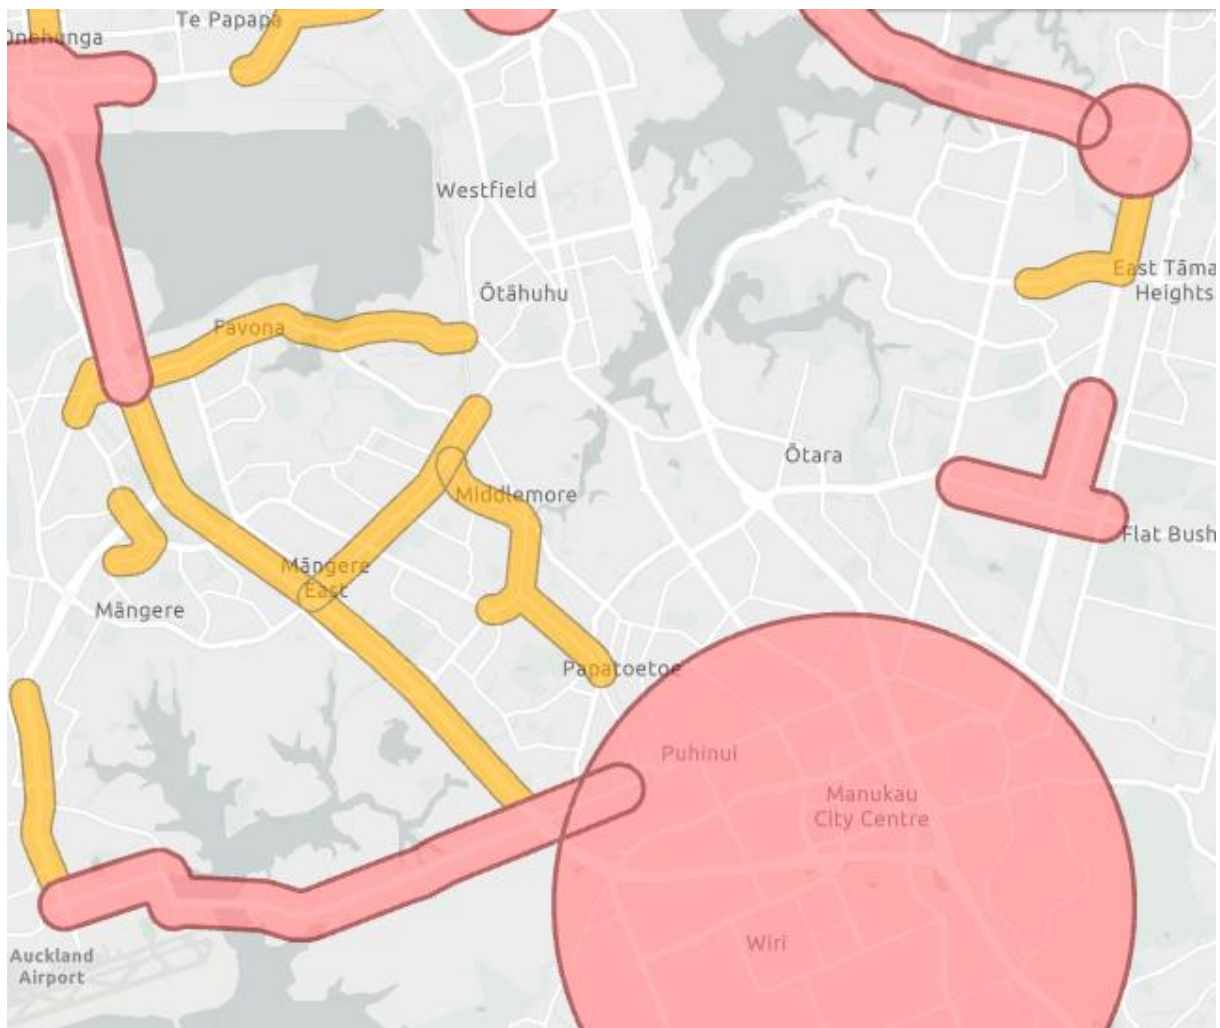 Te Papapa
Onehunga
Westfield
East Tāma
Heights
Ōtāhuhu
Favona
Ōtara
Middlemore
Flat Bush
Māngere
East
Māngere
Papatoetoe
Puhinui
Manukau
City Centre
Wiri
Auckland
Airport